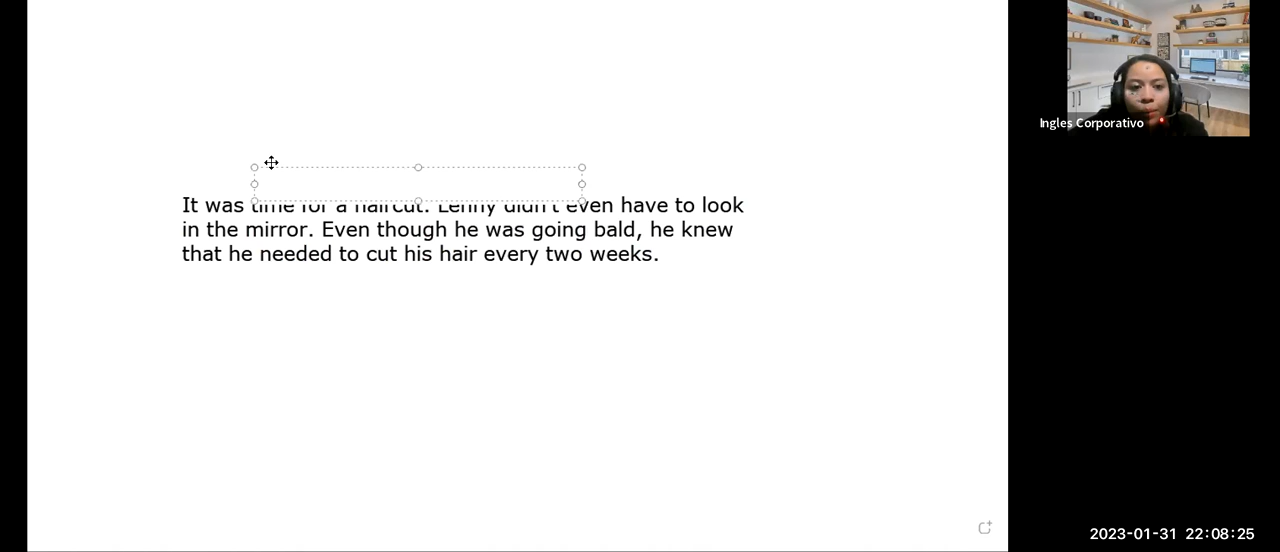 It was time for a haircut. Lenny didn't even have to look
in the mirror. Even though he was going bald, he knew
that he needed to cut his hair every two weeks.
Ingles Corporativo
2023-01-31 22:08:25